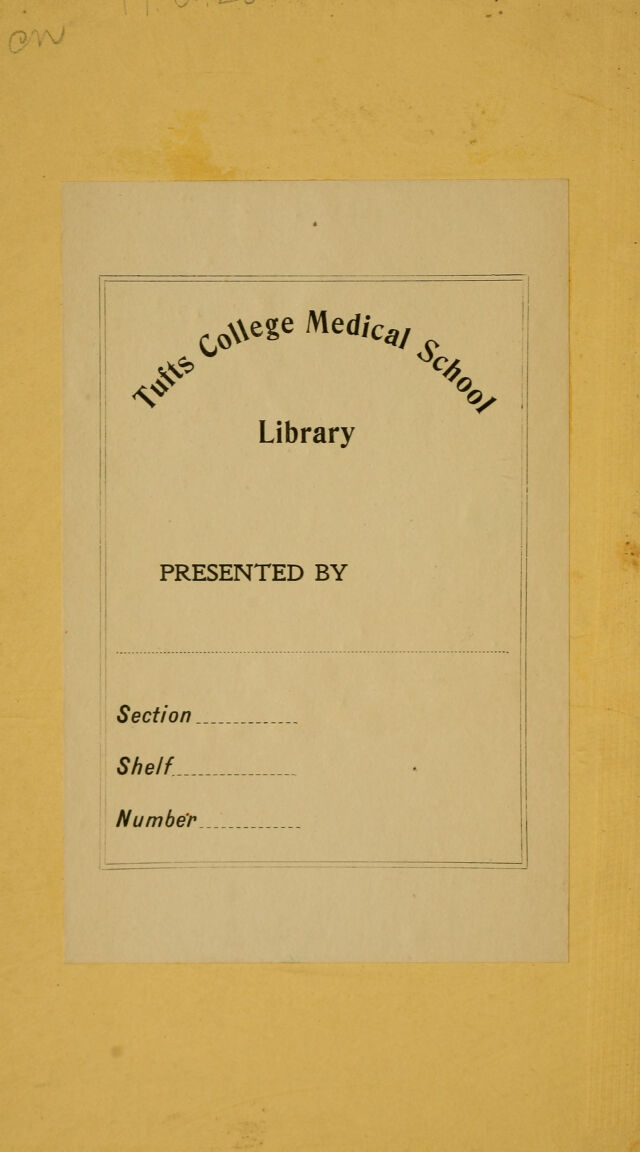 Tufts College Medical School
Library
PRESENTED BY
Section
Shelf
Number